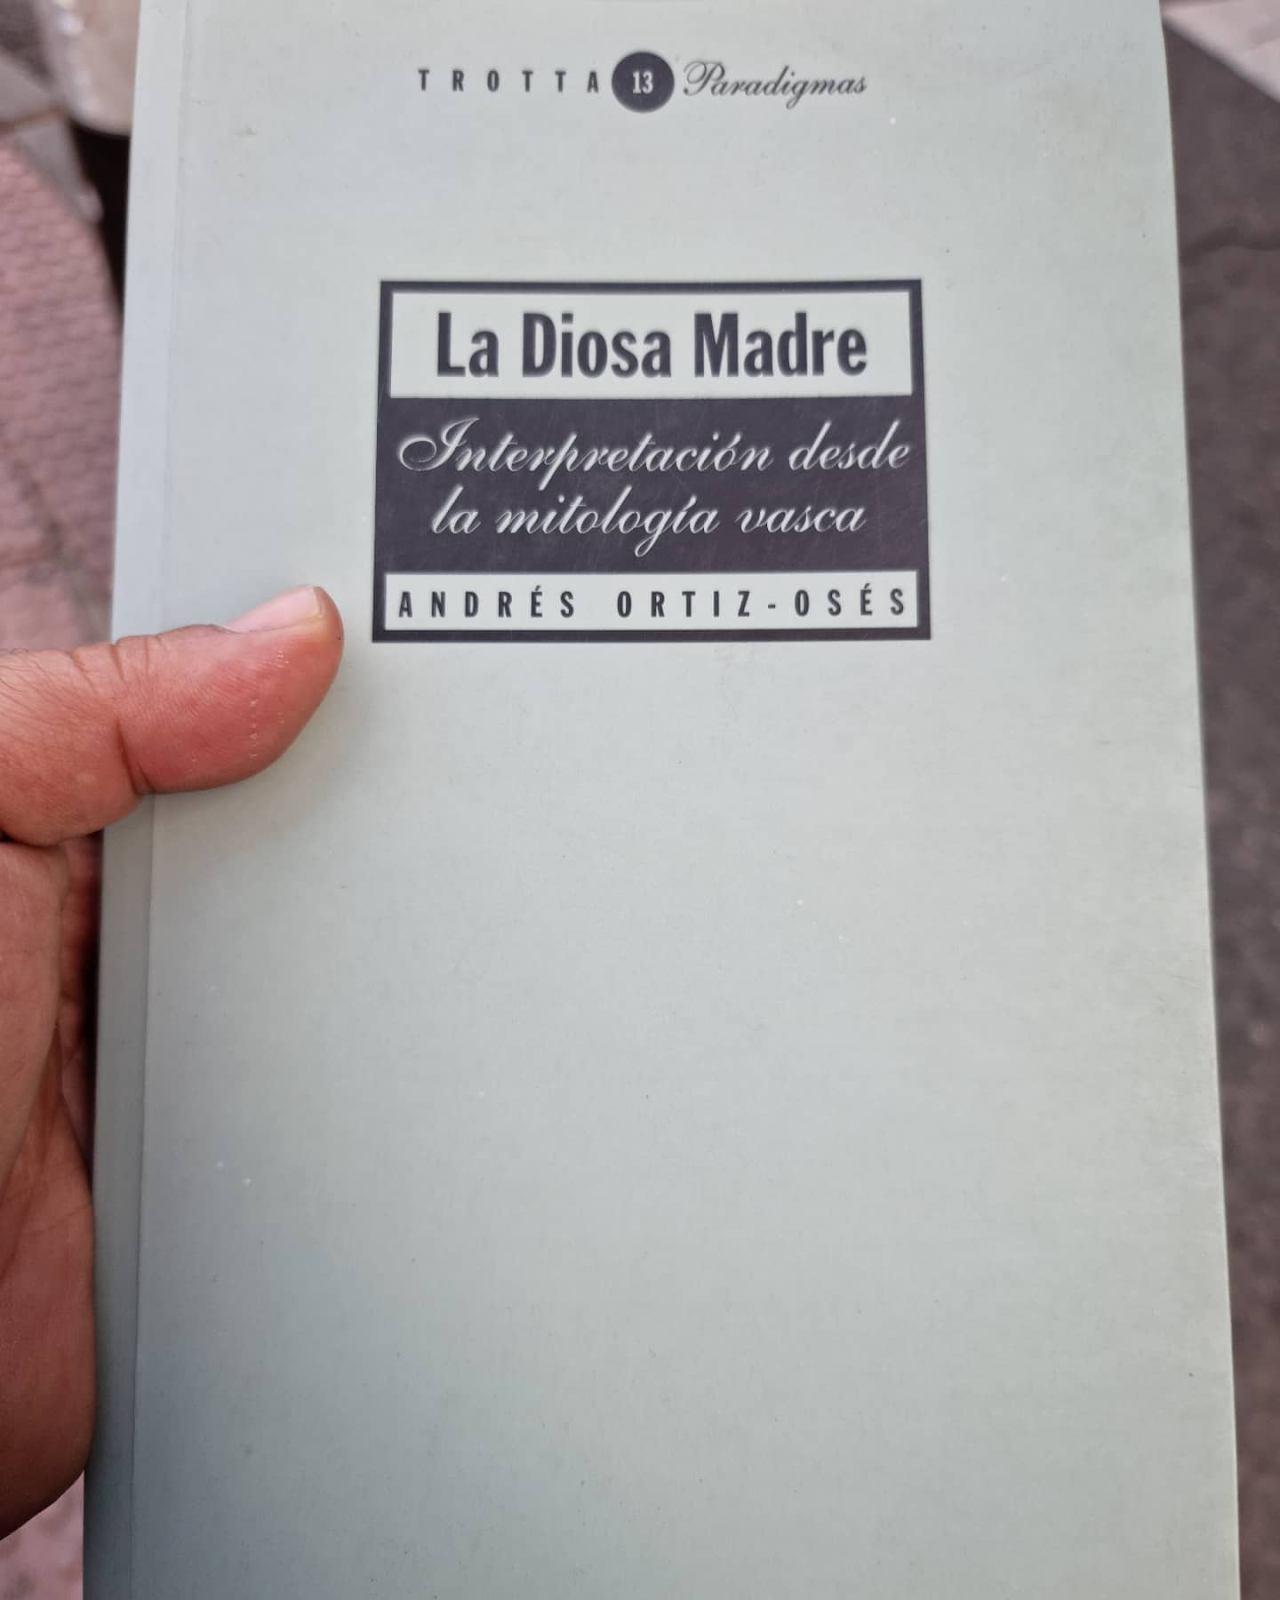 TROTTA 13 Paradigmas
La Diosa Madre
Interpretación desde
la mitología vasca
ANDRÉS ORTIZ-OSÉS